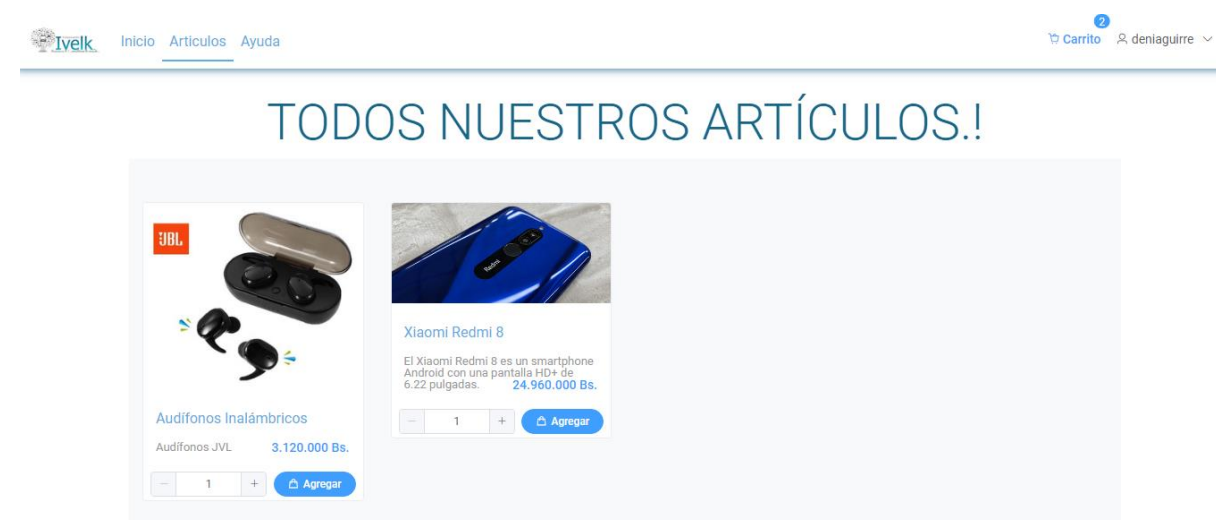 2
Ivelk
Inicio Articulos Ayuda
Carrito deniaguirre
TODOS NUESTROS ARTÍCULOS.!
JBL
Audífonos Inalámbricos
Audífonos JVL 3.120.000 Bs.
1 + Agregar
Redmi
Xiaomi Redmi 8
El Xiaomi Redmi 8 es un smartphone
Android con una pantalla HD+ de
6.22 pulgadas. 24.960.000 Bs.
1 + Agregar